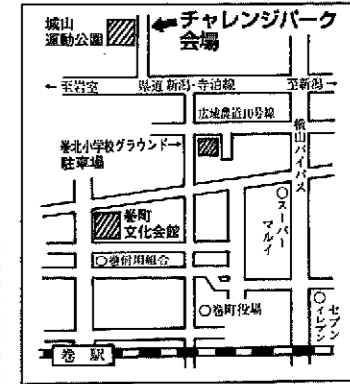 城山
運動公園
チャレンジパーク
会場
←至岩室
県道新潟-寺泊線
至新潟→
広域農道10号線
巻北小学校グラウンド→
駐車場
横山バイパス
スーパー
マルイ
巻町
文化会館
巻信用組合
巻町役場
セブン
イレブン
巻駅